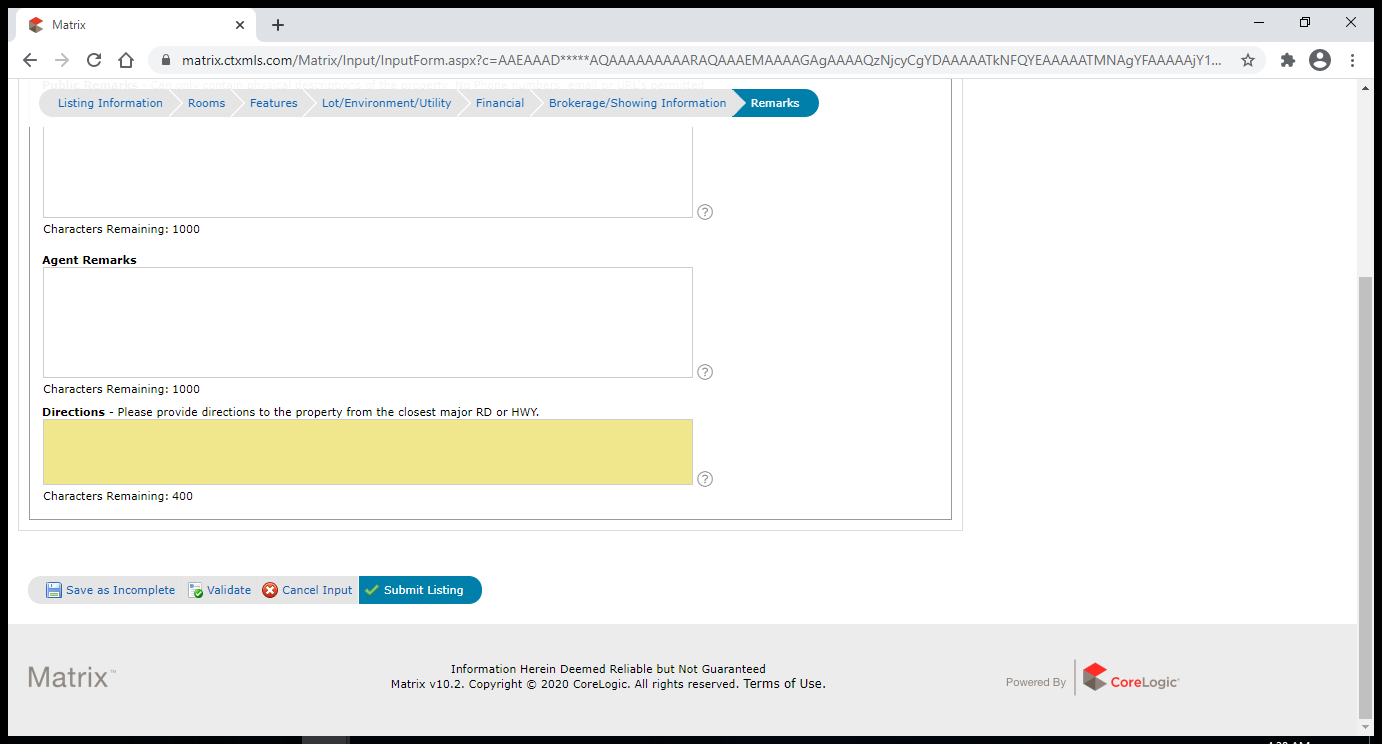 Matrix
matrix.ctxmls.com/Matrix/Input/InputForm.aspx?c=AAEAAAD*****AQAAAAAAAAARAQAAAEMAAAAGAgAAAAQzNjcyCgYDAAAAATkNFQYEAAAAATMNAgYFAAAAAjY1...
Listing Information
Rooms
Features
Lot/Environment/Utility
Financial
Brokerage/Showing Information
Remarks
Characters Remaining: 1000
Agent Remarks
Characters Remaining: 1000
Directions - Please provide directions to the property from the closest major RD or HWY.
Characters Remaining: 400
Save as Incomplete
Validate
Cancel Input
Submit Listing
Matrix™
Information Herein Deemed Reliable but Not Guaranteed
Matrix v10.2. Copyright © 2020 CoreLogic. All rights reserved. Terms of Use.
Powered By
CoreLogic